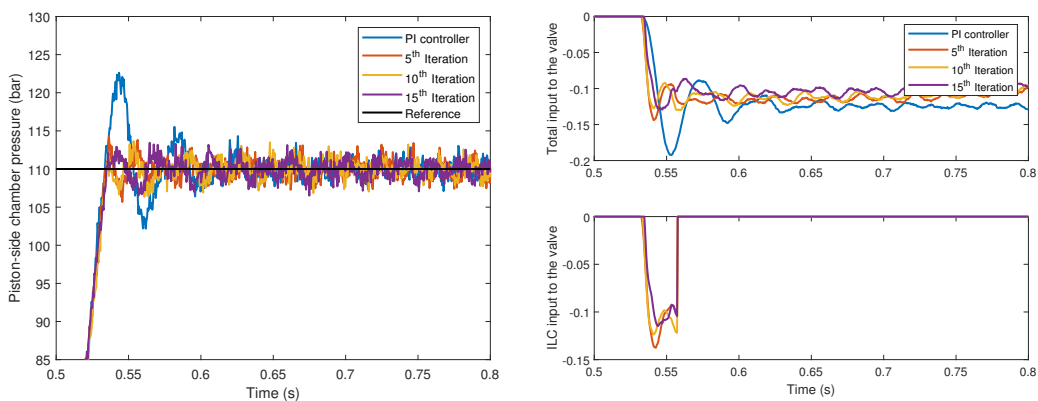 130
125
120
115
110
105
100
95
90
85
0.5
0.55
0.6
0.65
0.7
0.75
0.8
Piston-side chamber pressure (bar)
Time (s)
PI controller
5th Iteration
10th Iteration
15th Iteration
Reference
0
-0.05
-0.1
-0.15
-0.2
0.5
0.55
0.6
0.65
0.7
0.75
0.8
Total input to the valve
PI controller
5th Iteration
10th Iteration
15th Iteration
0
-0.05
-0.1
-0.15
0.5
0.55
0.6
0.65
0.7
0.75
0.8
ILC input to the valve
Time (s)